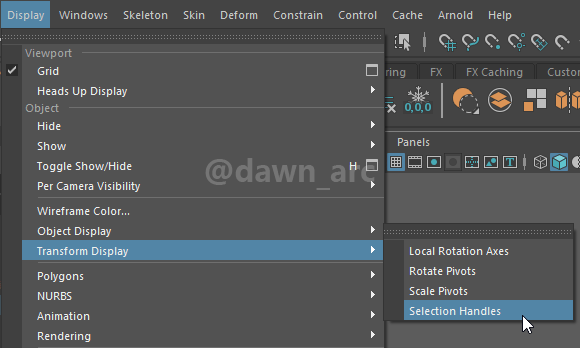 Display Windows Skeleton Skin Deform Constrain Control Cache Arnold Help
Viewport
Grid
Heads Up Display
Object
Hide
Show
Toggle Show/Hide H
Per Camera Visibility
Wireframe Color...
Object Display
Transform Display
Polygons
NURBS
Animation
Rendering
@dawn_arc
ring FX FX Caching Custom
0,0,0
Panels
Local Rotation Axes
Rotate Pivots
Scale Pivots
Selection Handles